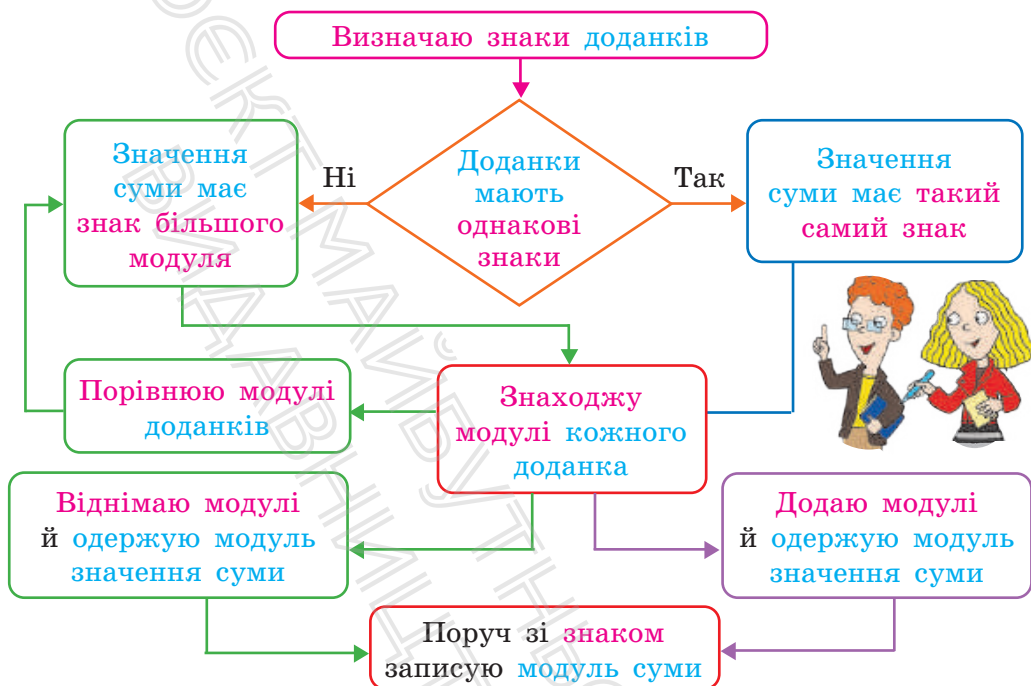 Визначаю знаки доданків
Значення
суми має
знак більшого
модуля
Ні
Доданки
мають
однакові
знаки
Так
Значення
суми має такий
самий знак
Порівнюю модулі
доданків
Знаходжу
модулі кожного
доданка
Віднімаю модулі
й одержую модуль
значення суми
Додаю модулі
й одержую модуль
значення суми
Поруч зі знаком
записую модуль суми